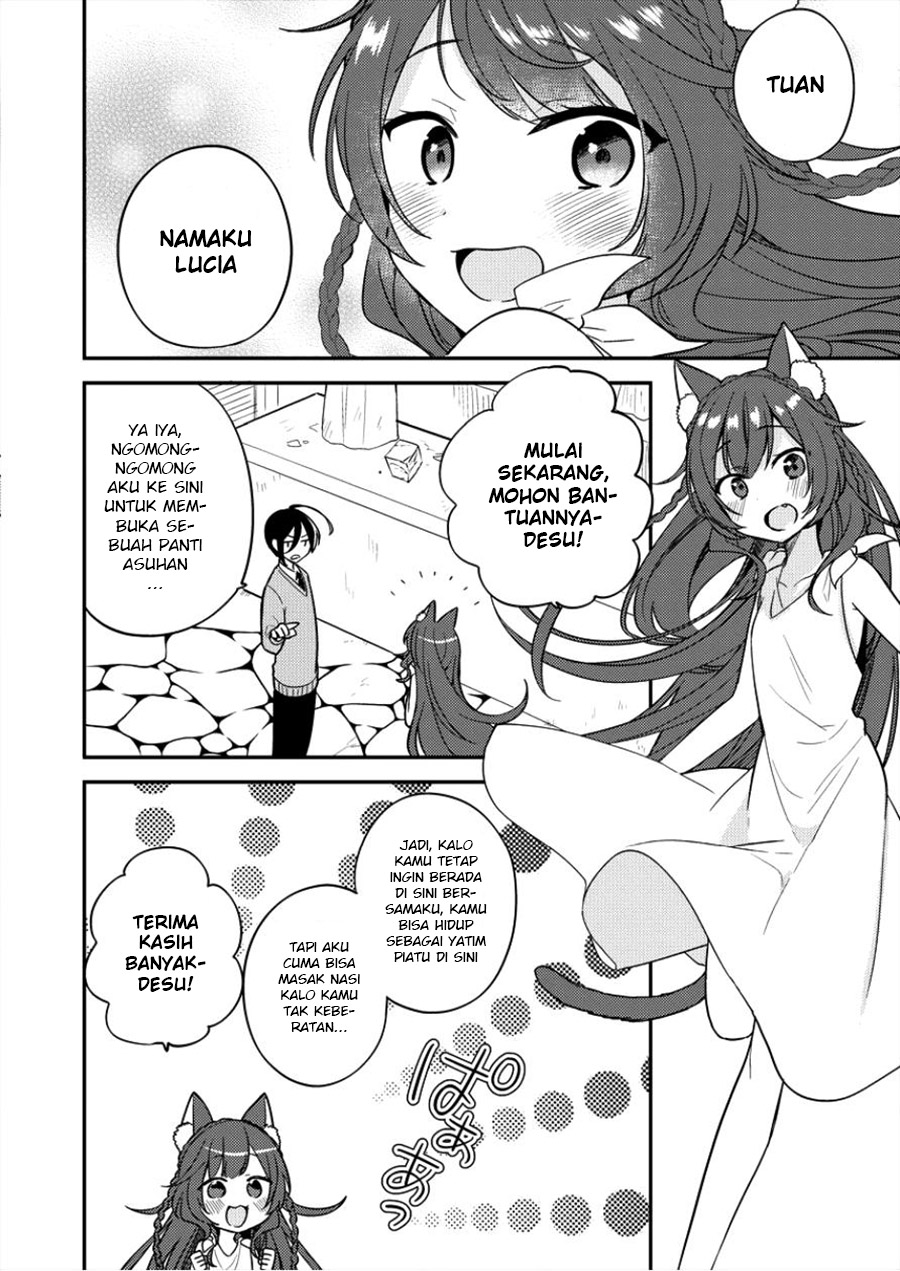 TUAN
NAMAKU
LUCIA
MULAI
SEKARANG,
MOHON BAN-
TUANNYA-
DESU!
YA IYA,
NGOMONG-
NGOMONG
AKU KE SINI
UNTUK MEM-
BUKA SE-
BUAH PANTI
ASUHAN
...
JADI, KALO
KAMU TETAP
INGIN BERADA
DI SINI BER-
SAMAKU, KAMU
BISA HIDUP
SEBAGAI YATIM
PIATU DI SINI
TAPI AKU
CUMA BISA
MASAK NASI
KALO KAMU
TAK KEBE-
RATAN...
TERIMA
KASIH
BANYAK-
DESU!
ぱあぁっ